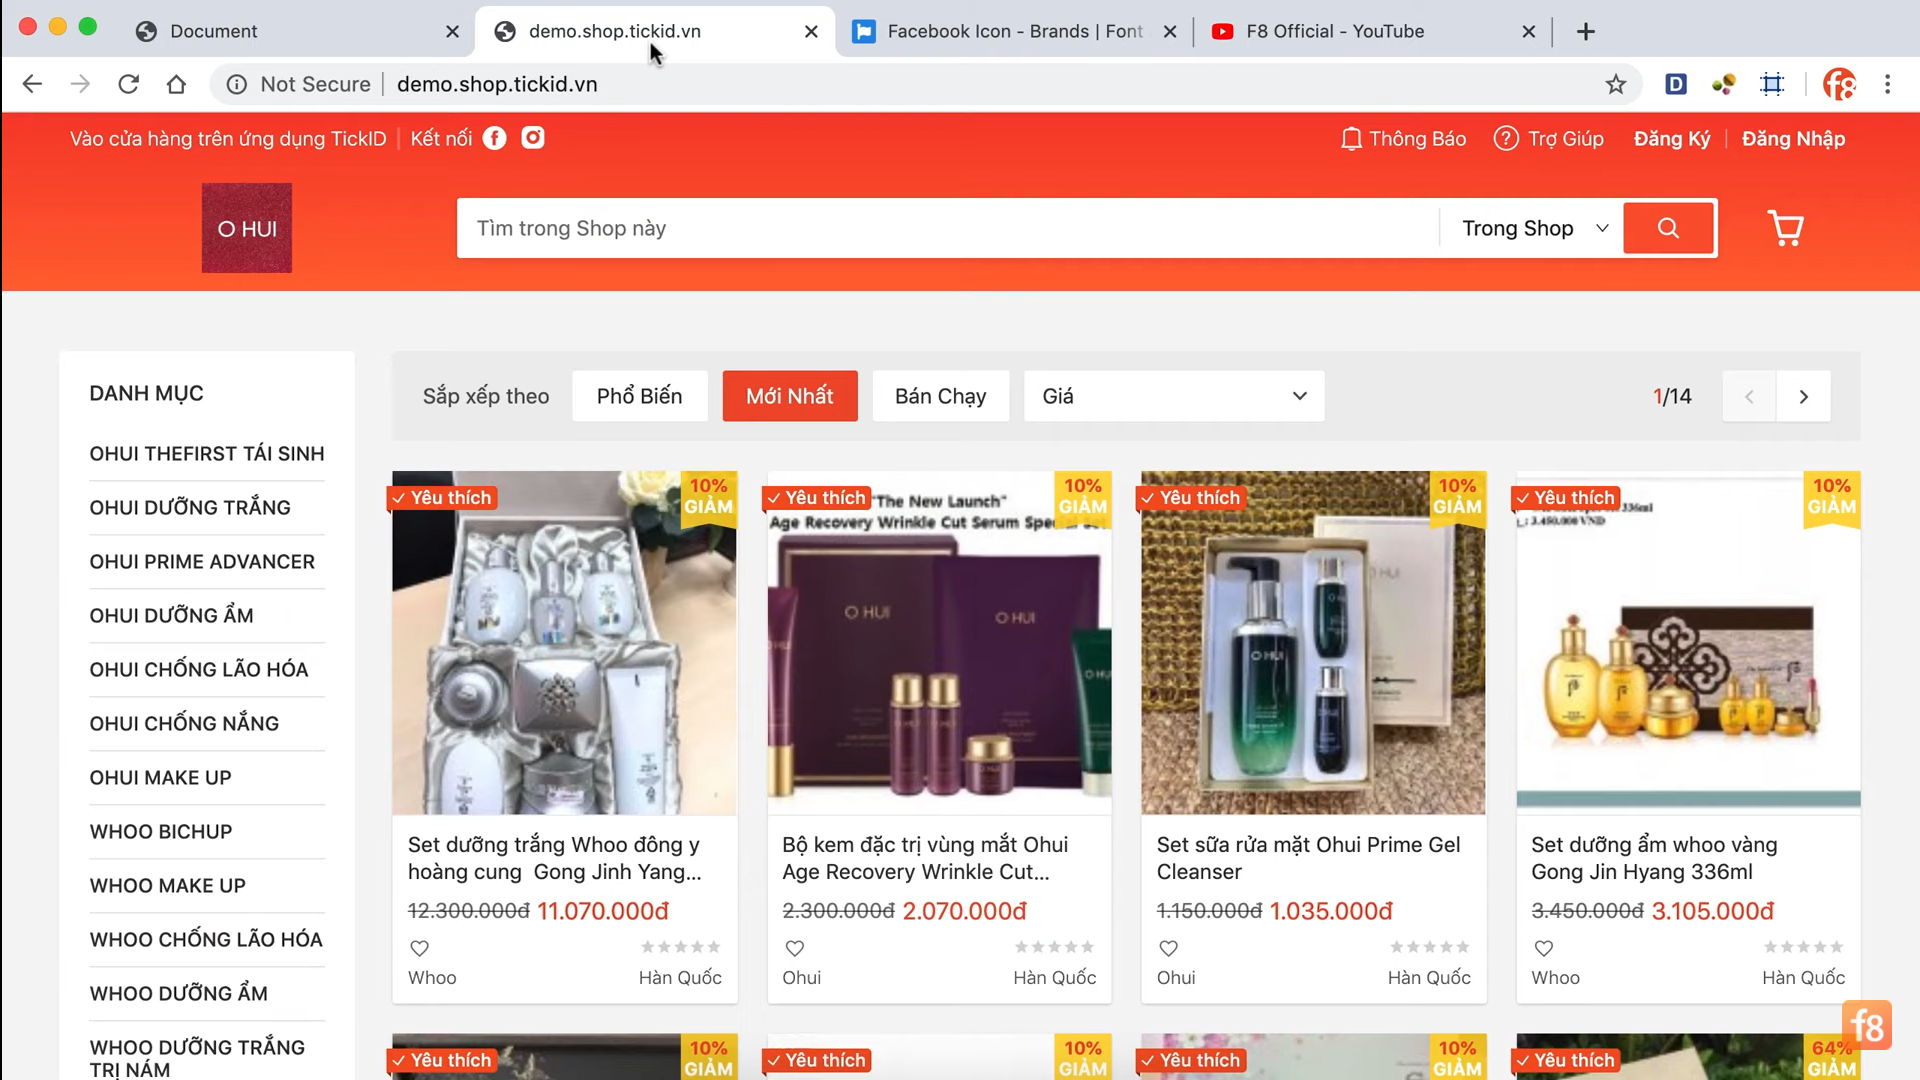 Document
demo.shop.tickid.vn
Facebook Icon - Brands | Font
F8 Official - YouTube
Not Secure
demo.shop.tickid.vn
D
f8
Vào cửa hàng trên ứng dụng TickID
Kết nối
Thông Báo
Trợ Giúp
Đăng Ký
Đăng Nhập
O HUI
Tìm trong Shop này
Trong Shop
DANH MỤC
OHUI THEFIRST TÁI SINH
OHUI DƯỠNG TRẮNG
OHUI PRIME ADVANCER
OHUI DƯỠNG ẨM
OHUI CHỐNG LÃO HÓA
OHUI CHỐNG NẮNG
OHUI MAKE UP
WHOO BICHUP
WHOO MAKE UP
WHOO CHỐNG LÃO HÓA
WHOO DƯỠNG ẨM
WHOO DƯỠNG TRẮNG
TRỊ NÁM
Sắp xếp theo
Phổ Biến
Mới Nhất
Bán Chạy
Giá
1/14
Yêu thích
10%
GIẢM
Set dưỡng trắng Whoo đông y
hoàng cung Gong Jinh Yang...
12.300.000đ 11.070.000đ
Whoo
Hàn Quốc
Yêu thích
10%
GIẢM
"The New Launch"
Age Recovery Wrinkle Cut Serum Special
O HUI
O HUI
Bộ kem đặc trị vùng mắt Ohui
Age Recovery Wrinkle Cut...
2.300.000đ 2.070.000đ
Ohui
Hàn Quốc
Yêu thích
10%
GIẢM
O HUI
O HUI
Set sữa rửa mặt Ohui Prime Gel
Cleanser
1.150.000đ 1.035.000đ
Ohui
Hàn Quốc
Yêu thích
10%
GIẢM
336ml
: 3.450.000 VND
Set dưỡng ẩm whoo vàng
Gong Jin Hyang 336ml
3.450.000đ 3.105.000đ
Whoo
Hàn Quốc
Yêu thích
10%
GIẢM
Yêu thích
10%
GIẢM
Yêu thích
10%
GIẢM
Yêu thích
64%
GIẢM
f8